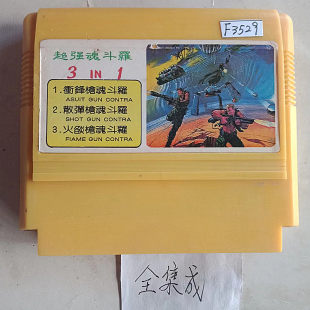 F3529
超强魂斗羅
3 IN 1
1.衝鋒槍魂斗羅
ASUIT GUN CONTRA
2.散彈槍魂斗羅
SHOT GUN CONTRA
3.火燄槍魂斗羅
FIAME GUN CONTRA
全集成